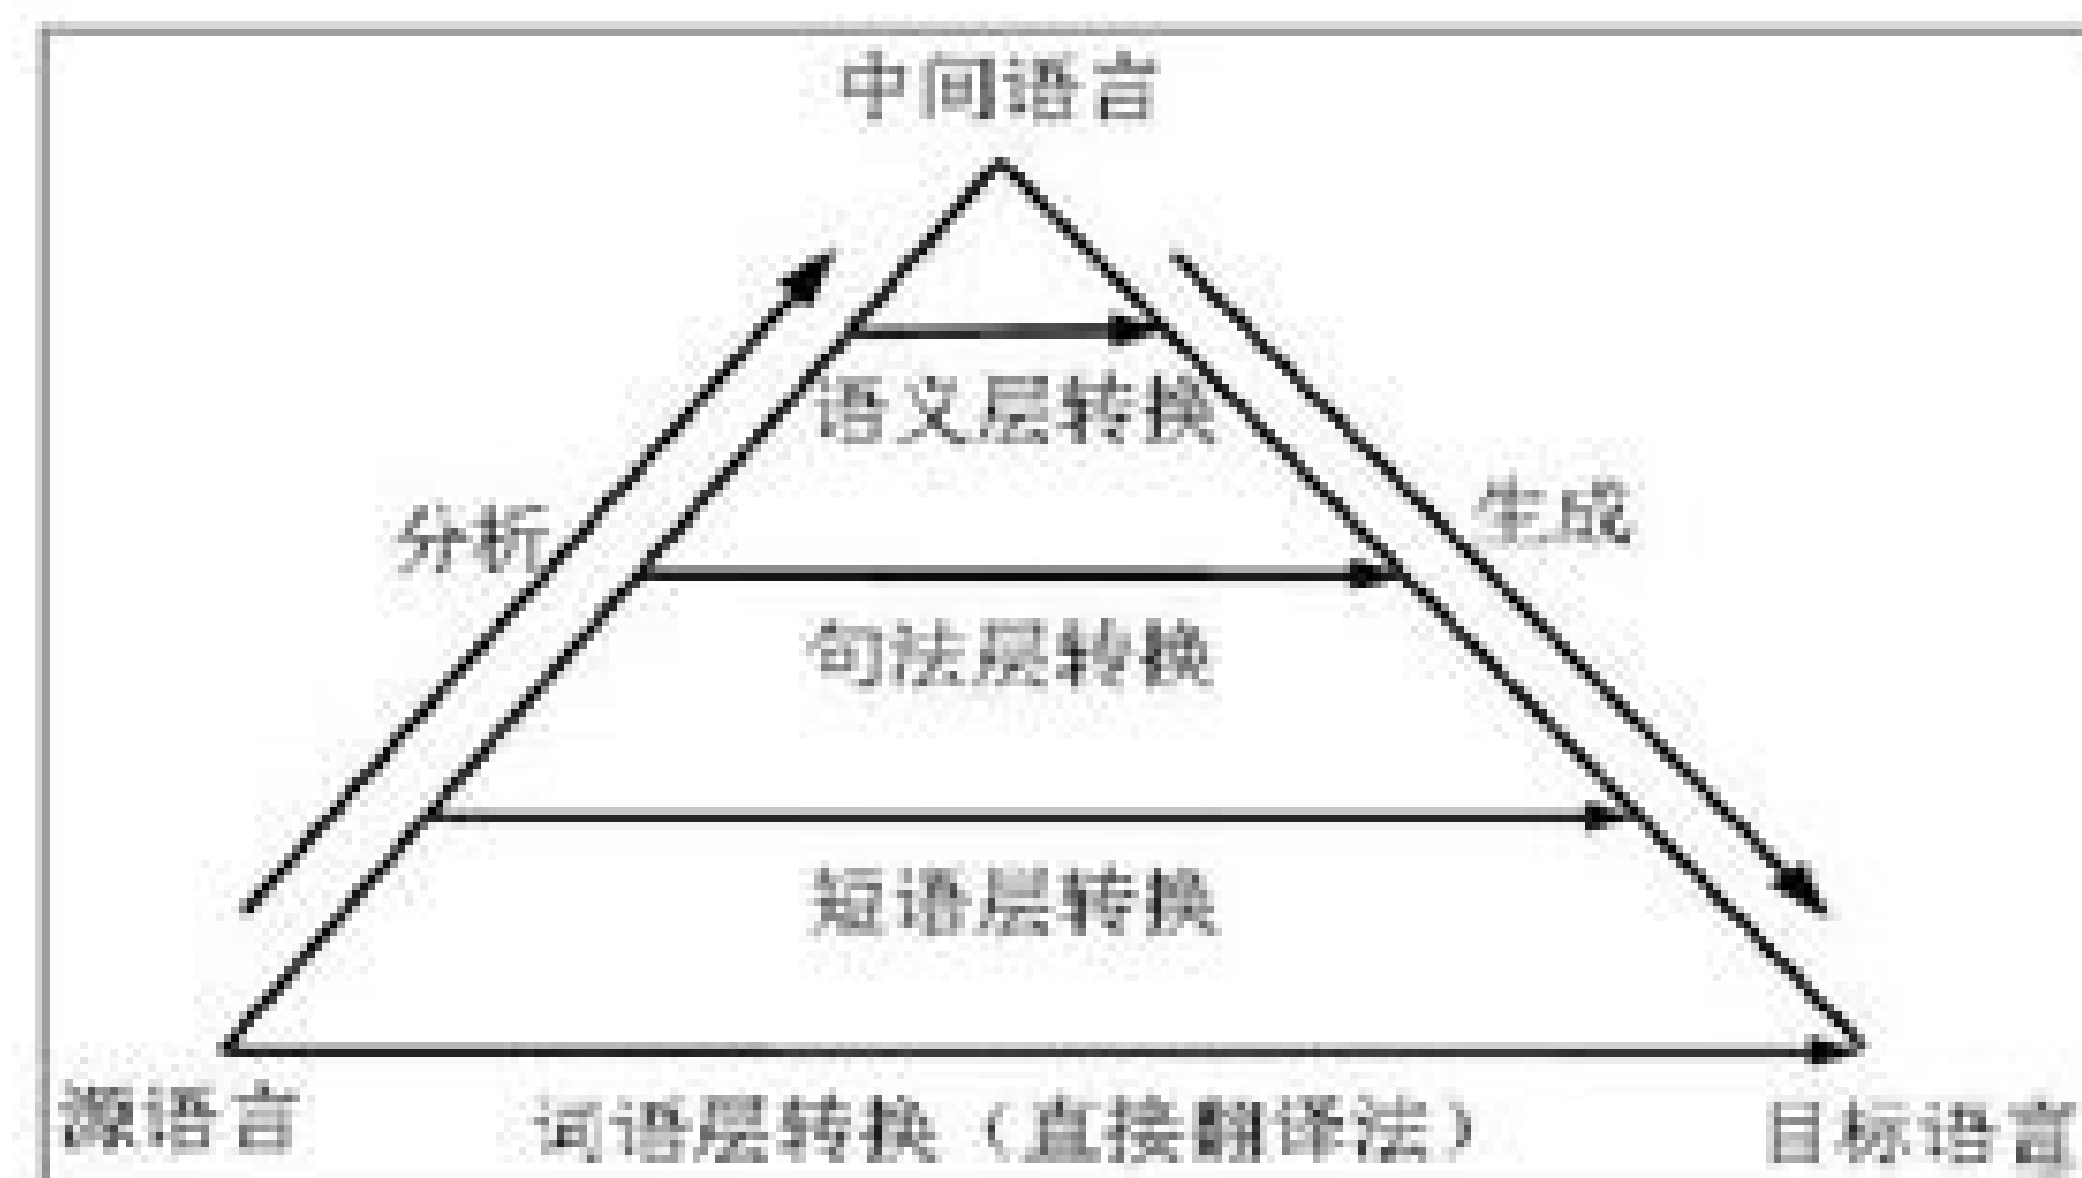 中间语言
语义层转换
分析
生成
句法层转换
短语层转换
源语言
词语层转换（直接翻译法）
目标语言